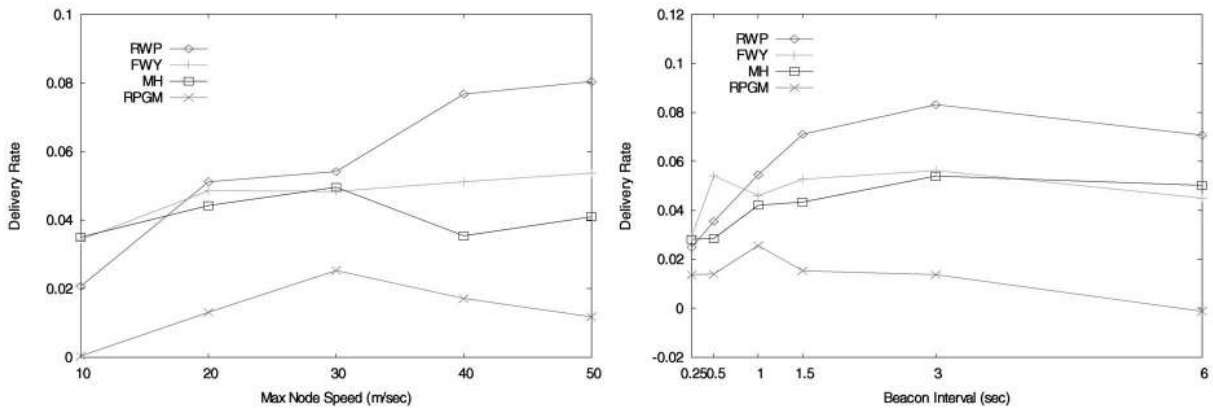 0.1
0.08
0.06
0.04
0.02
0
Delivery Rate
RWP
FWY
MH
RPGM
10
20
30
40
50
Max Node Speed (m/sec)
0.12
0.1
0.08
0.06
0.04
0.02
0
-0.02
Delivery Rate
RWP
FWY
MH
RPGM
0.25
0.5
1
1.5
3
6
Beacon Interval (sec)